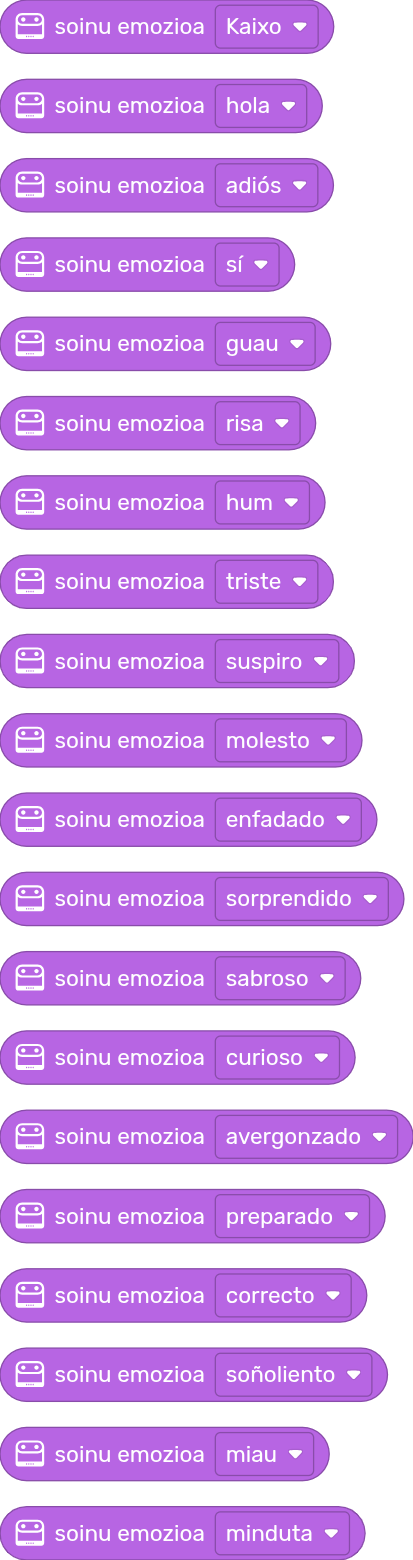 soinu emozioa Kaixo
soinu emozioa hola
soinu emozioa adiós
soinu emozioa sí
soinu emozioa guau
soinu emozioa risa
soinu emozioa hum
soinu emozioa triste
soinu emozioa suspiro
soinu emozioa molesto
soinu emozioa enfadado
soinu emozioa sorprendido
soinu emozioa sabroso
soinu emozioa curioso
soinu emozioa avergonzado
soinu emozioa preparado
soinu emozioa correcto
soinu emozioa soñoliento
soinu emozioa miau
soinu emozioa minduta